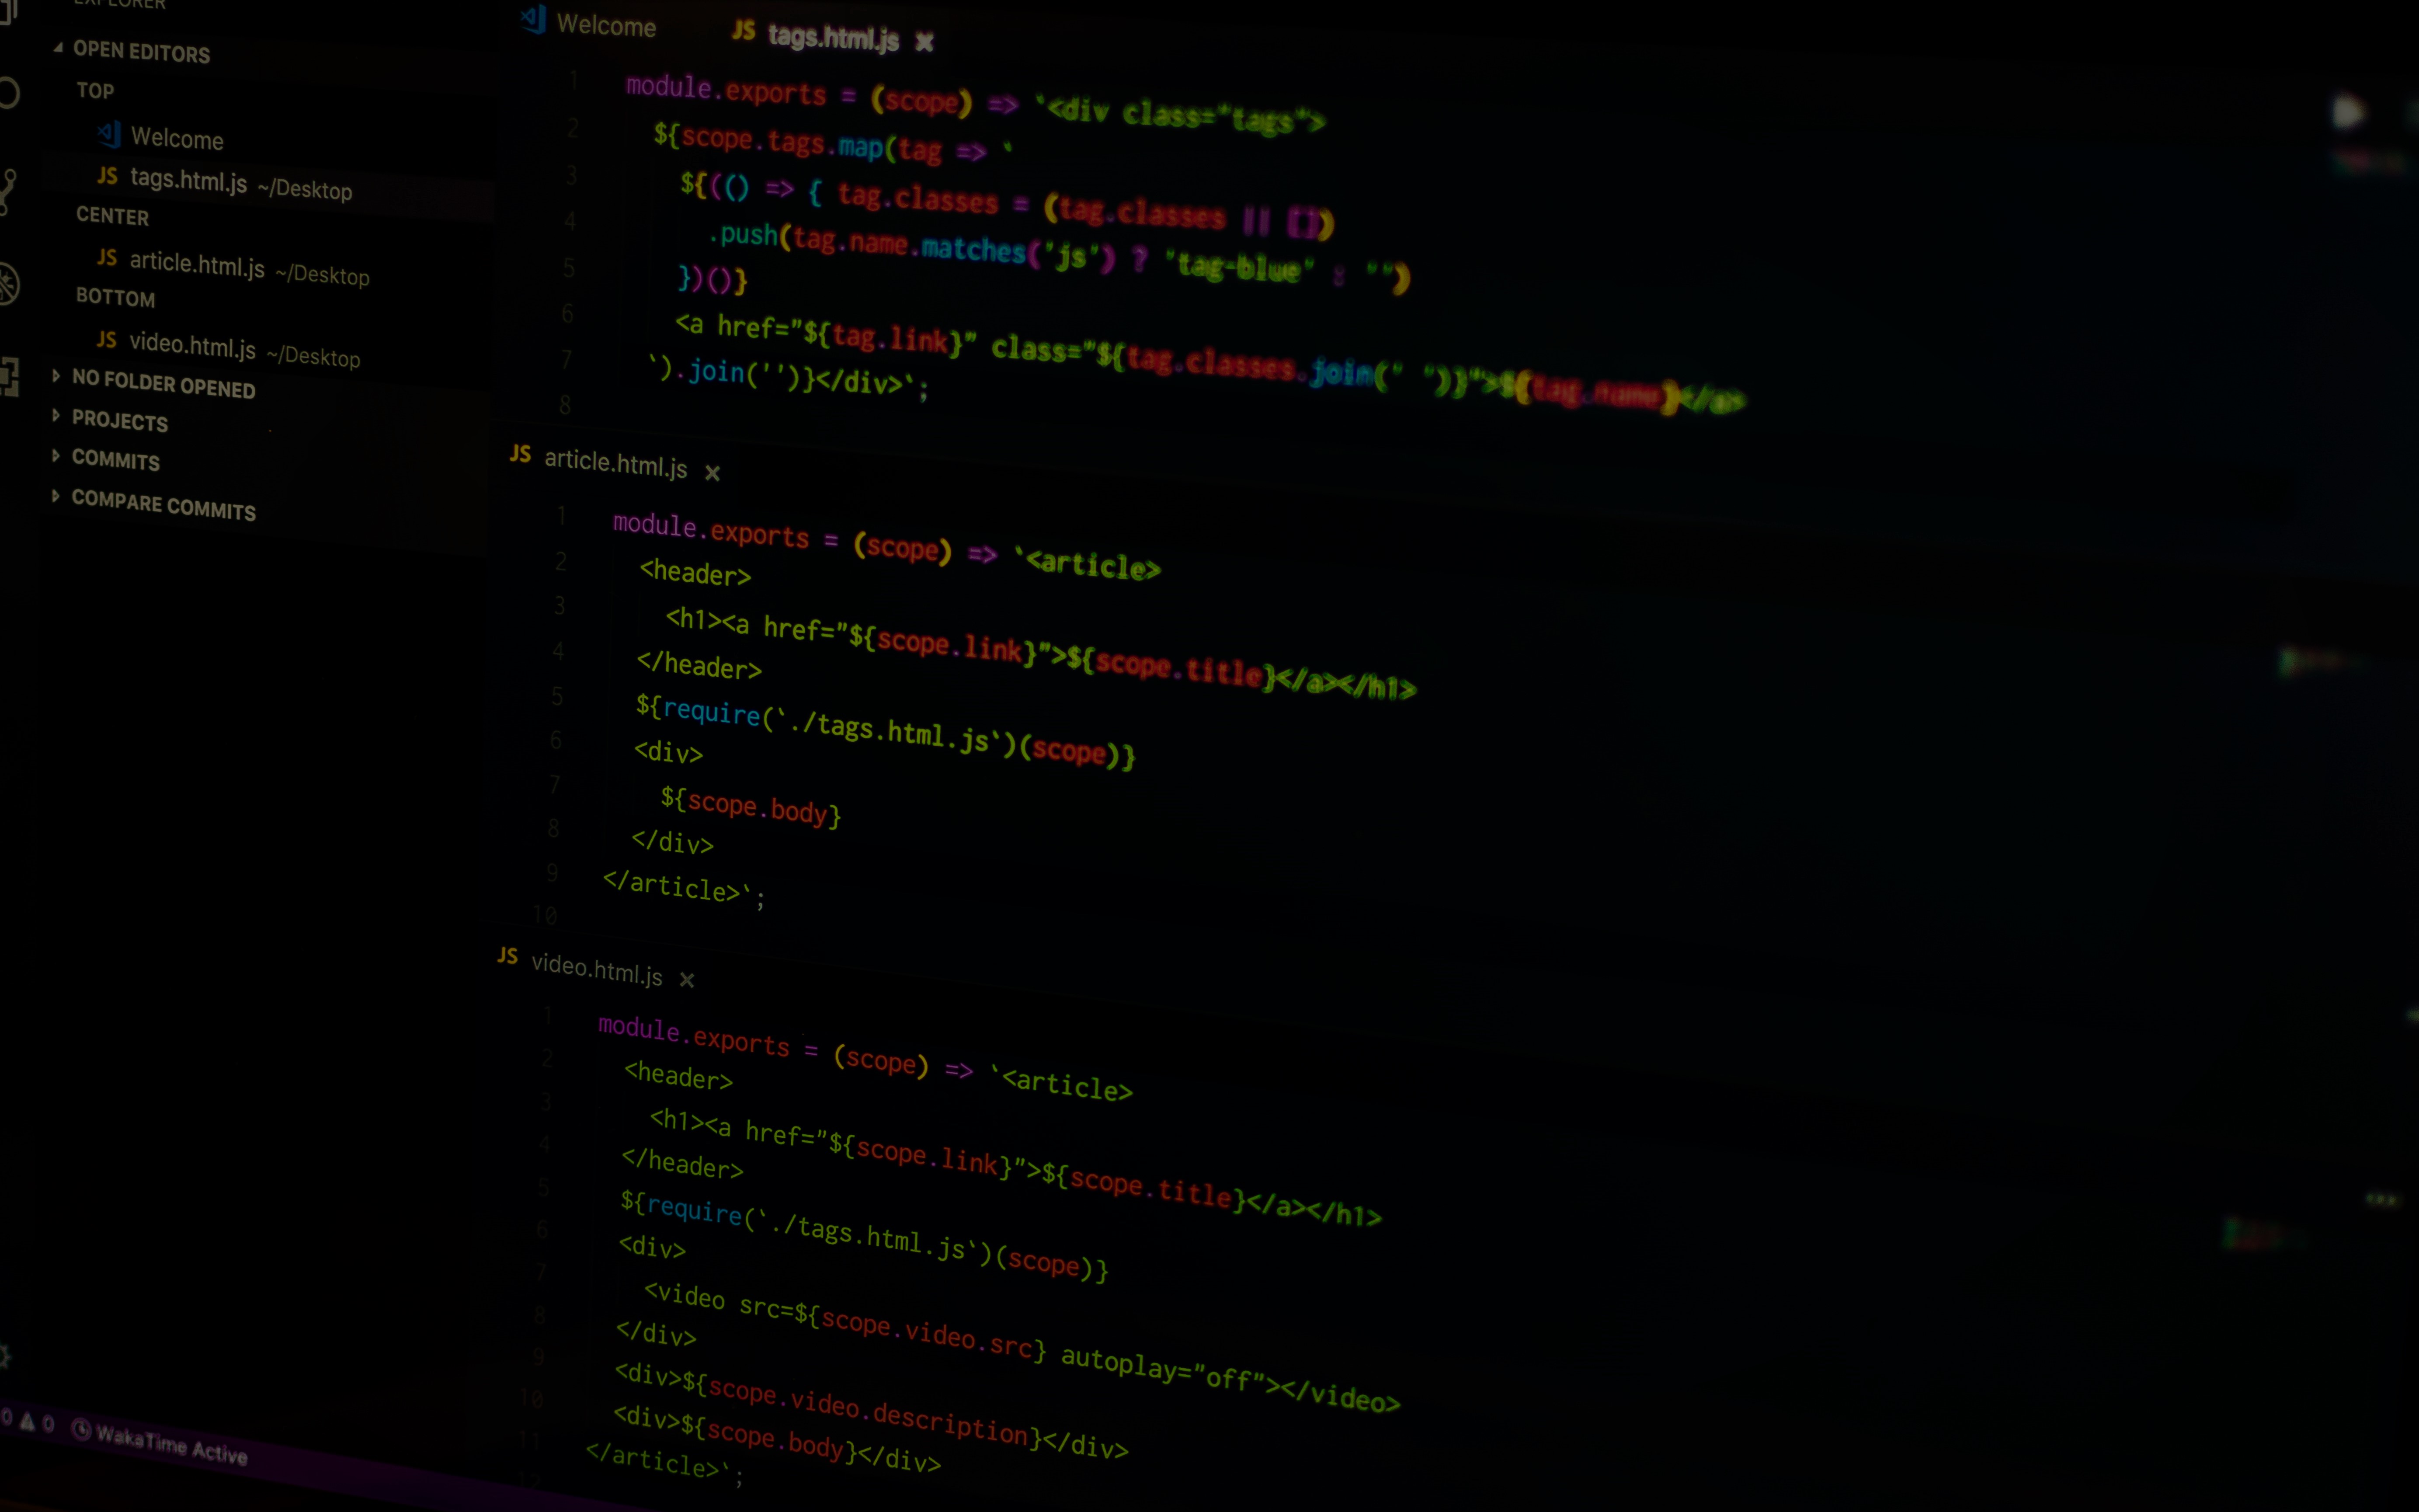 EXPLORER
OPEN EDITORS
TOP
Welcome
tags.html.js ~/Desktop
CENTER
article.html.js ~/Desktop
BOTTOM
video.html.js ~/Desktop
NO FOLDER OPENED
PROJECTS
COMMITS
COMPARE COMMITS
0 0 WakaTime Active
Welcome JS tags.html.js
1 module.exports = (scope) => `<div class="tags">
2 ${scope.tags.map(tag => `
3 ${(() => { tag.classes = (tag.classes || [])
4 .push(tag.name.matches('js') ? 'tag-blue' : '')
5 })()}
6 <a href="${tag.link}" class="${tag.classes.join(' ')}">${tag.name}</a>
7 `).join('')}</div>`;
8
JS article.html.js
1 module.exports = (scope) => `<article>
2 <header>
3 <h1><a href="${scope.link}">${scope.title}</a></h1>
4 </header>
5 ${require(`./tags.html.js`)(scope)}
6 <div>
7 ${scope.body}
8 </div>
9 </article>`;
10
JS video.html.js
1 module.exports = (scope) => `<article>
2 <header>
3 <h1><a href="${scope.link}">${scope.title}</a></h1>
4 </header>
5 ${require(`./tags.html.js`)(scope)}
6 <div>
7 <video src=${scope.video.src} autoplay="off"></video>
8 </div>
9 <div>${scope.video.description}</div>
10 <div>${scope.body}</div>
11 </article>`;
12